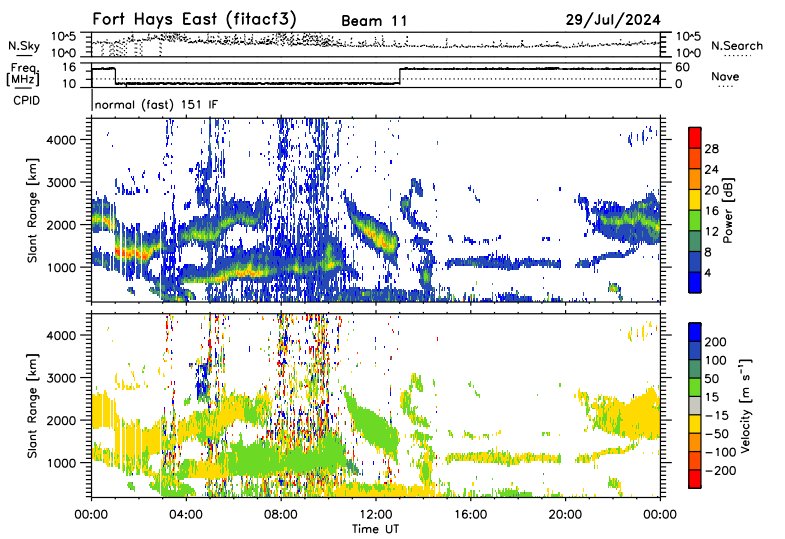 Fort Hays East (fitacf3) Beam 11 29/Jul/2024
N.Sky 10^5 10^0 10^5 10^0 N.Search
Freq. [MHz] 16 10 60 0 Nave
CPID normal (fast) 151 IF
Slant Range [km] 4000 3000 2000 1000
Power [dB] 28 24 20 16 12 8 4
Slant Range [km] 4000 3000 2000 1000
Velocity [m s⁻¹] 200 100 50 15 −15 −50 −100 −200
00:00 04:00 08:00 12:00 16:00 20:00 00:00
Time UT